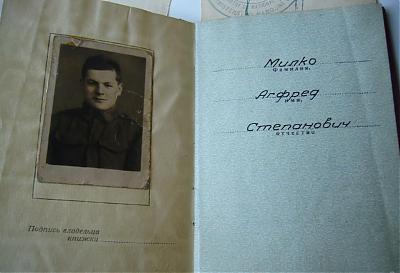 Подпись владельца
книжки
Милко
Фамилия,
Агфред
имя,
Степанович
отчество